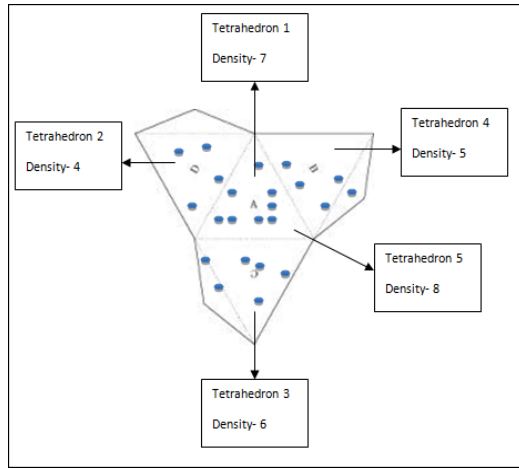 Tetrahedron 1
Density- 7
Tetrahedron 2
Density- 4
Tetrahedron 4
Density- 5
D
H
A
C
Tetrahedron 5
Density- 8
Tetrahedron 3
Density- 6